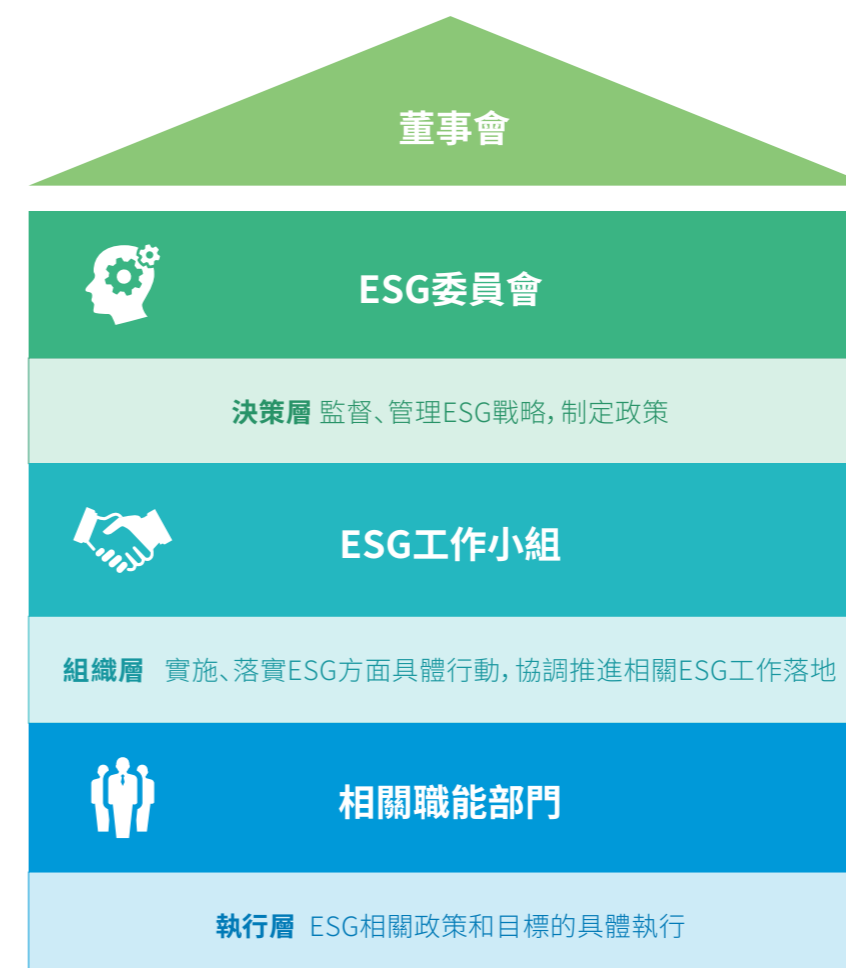 董事會
ESG委員會
決策層 監督、管理ESG戰略,制定政策
ESG工作小組
組織層 實施、落實ESG方面具體行動,協調推進相關ESG工作落地
相關職能部門
執行層 ESG相關政策和目標的具體執行